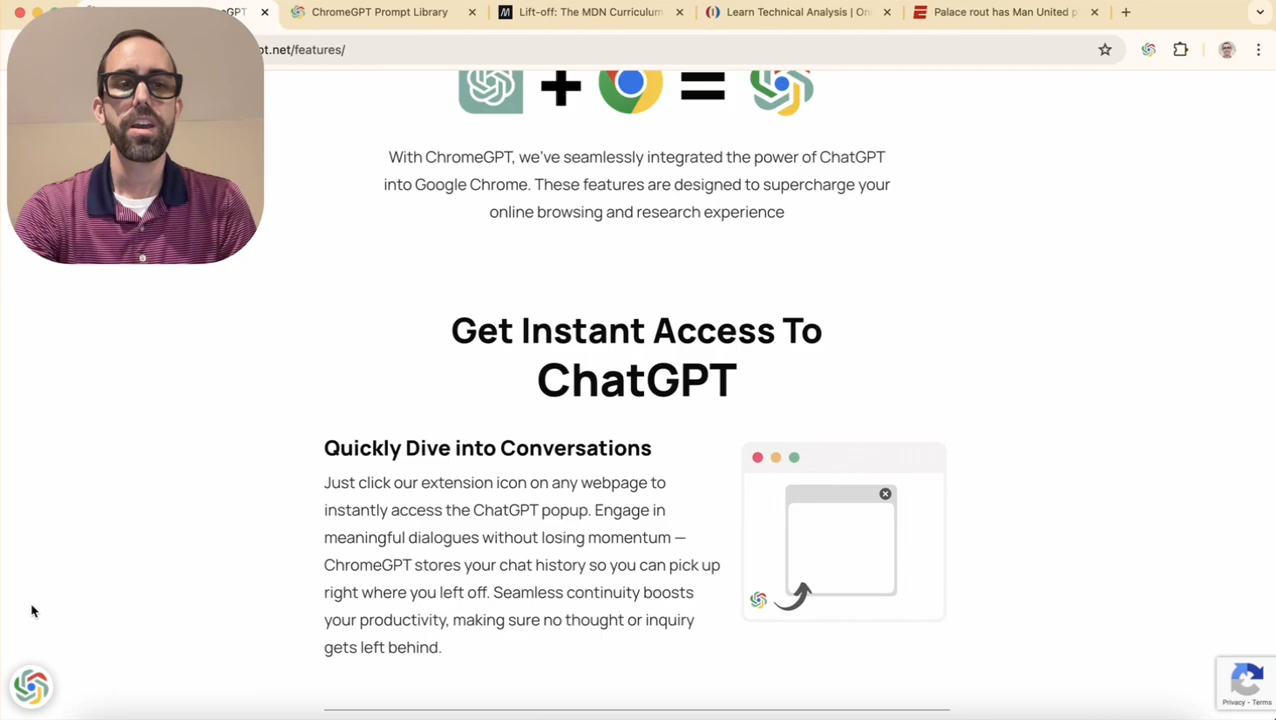 GPT
ChromeGPT Prompt Library
Lift-off: The MDN Curriculum
Learn Technical Analysis | Onl
Palace rout has Man United p
ot.net/features/
With ChromeGPT, we've seamlessly integrated the power of ChatGPT
into Google Chrome. These features are designed to supercharge your
online browsing and research experience
Get Instant Access To
ChatGPT
Quickly Dive into Conversations
Just click our extension icon on any webpage to
instantly access the ChatGPT popup. Engage in
meaningful dialogues without losing momentum —
ChromeGPT stores your chat history so you can pick up
right where you left off. Seamless continuity boosts
your productivity, making sure no thought or inquiry
gets left behind.
Privacy - Terms